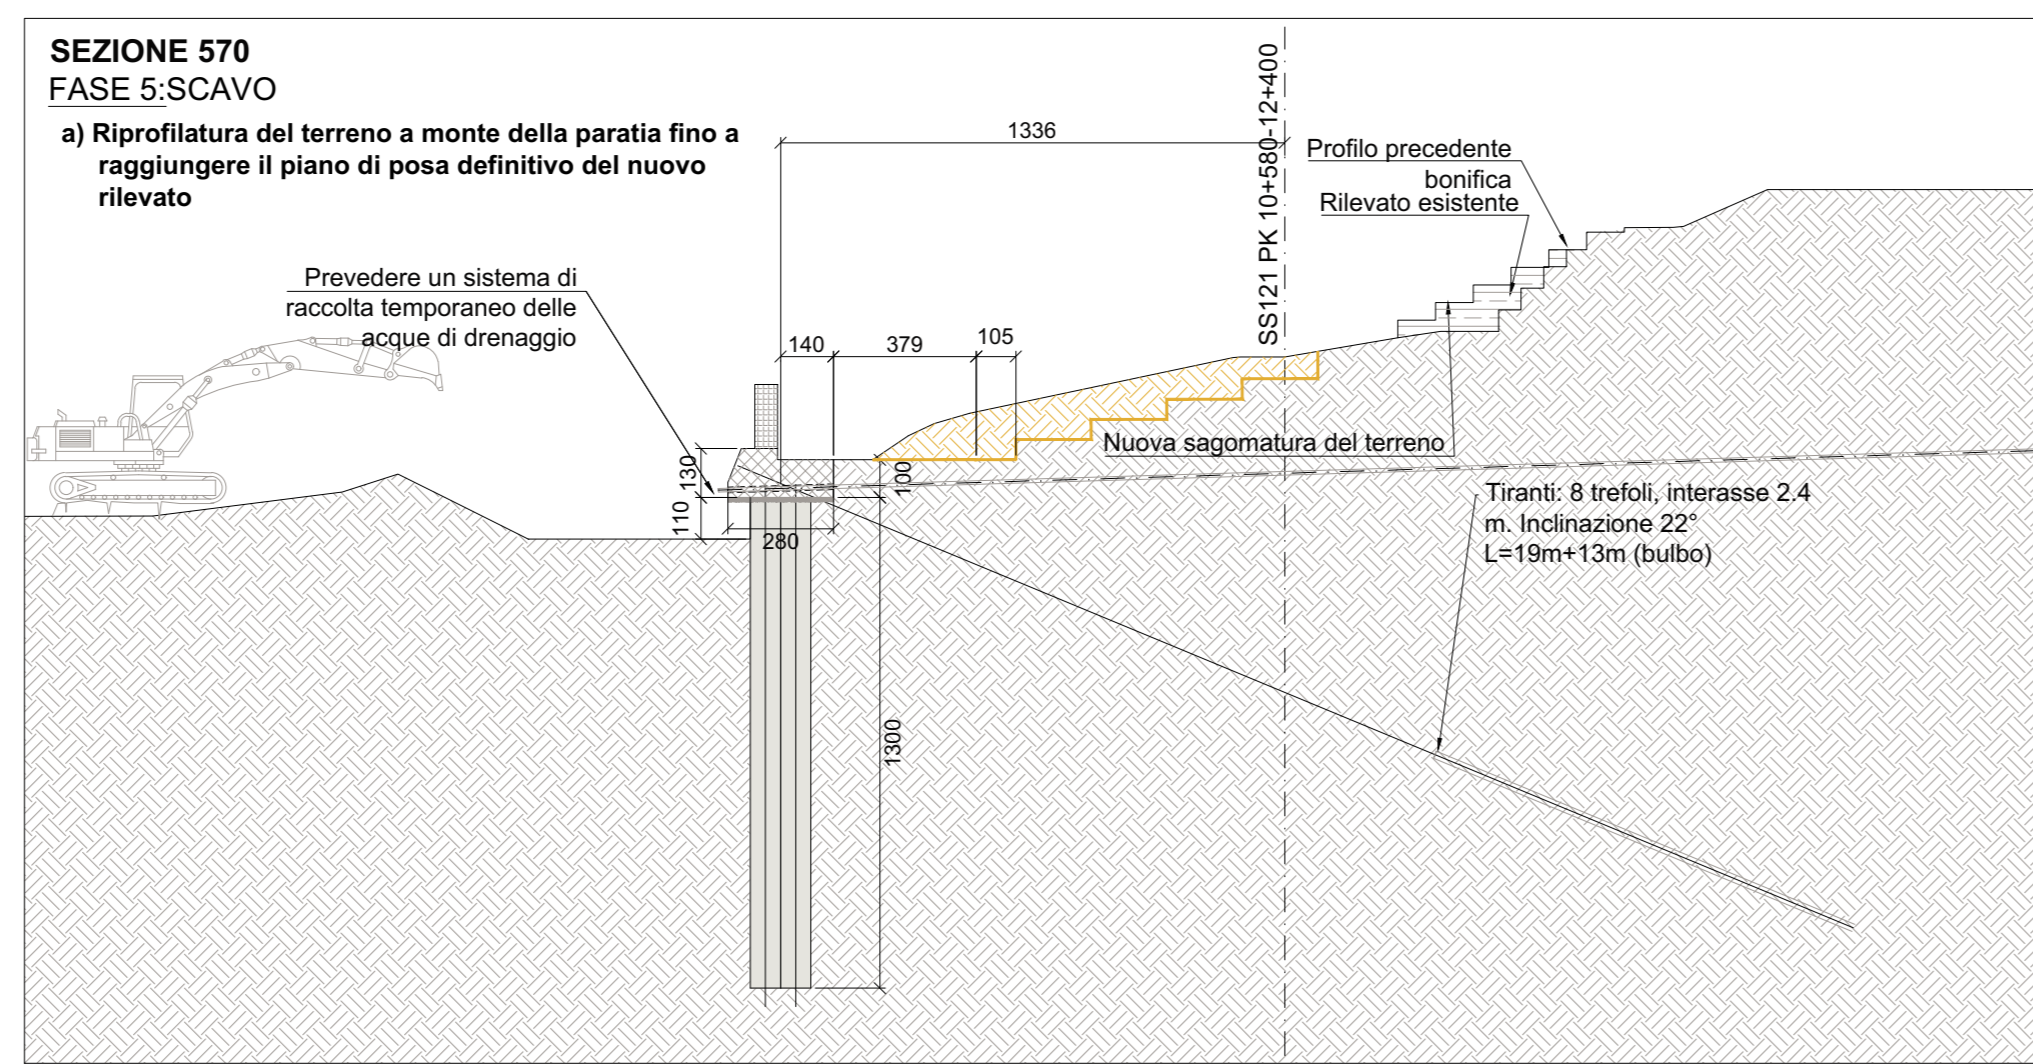 SEZIONE 570
FASE 5:SCAVO
a) Riprofilatura del terreno a monte della paratia fino a
raggiungere il piano di posa definitivo del nuovo
rilevato
1336
SS121 PK 10+580-12+400
Profilo precedente
bonifica
Rilevato esistente
Prevedere un sistema di
raccolta temporaneo delle
acque di drenaggio
140
379
105
Nuova sagomatura del terreno
130
100
110
280
Tiranti: 8 trefoli, interasse 2.4
m. Inclinazione 22°
L=19m+13m (bulbo)
1300